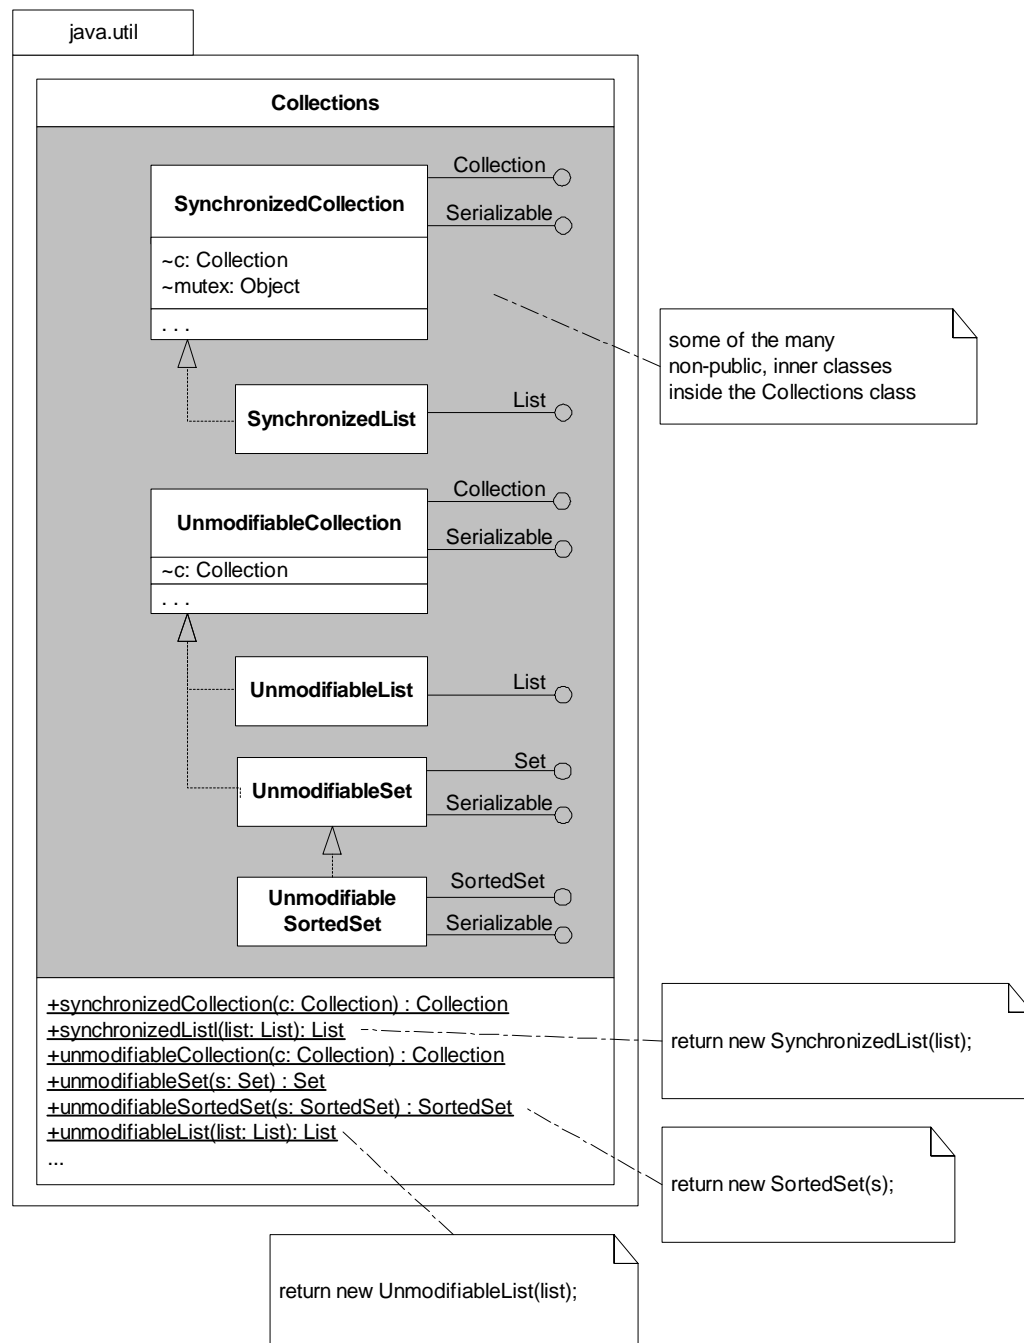 java.util
Collections
Collection
SynchronizedCollection
Serializable
~c: Collection
~mutex: Object
. . .
some of the many
non-public, inner classes
inside the Collections class
List
SynchronizedList
Collection
UnmodifiableCollection
Serializable
~c: Collection
. . .
List
UnmodifiableList
Set
UnmodifiableSet
Serializable
SortedSet
Unmodifiable
SortedSet
Serializable
+synchronizedCollection(c: Collection) : Collection
+synchronizedListl(list: List): List
+unmodifiableCollection(c: Collection) : Collection
+unmodifiableSet(s: Set) : Set
+unmodifiableSortedSet(s: SortedSet) : SortedSet
+unmodifiableList(list: List): List
...
return new SynchronizedList(list);
return new SortedSet(s);
return new UnmodifiableList(list);